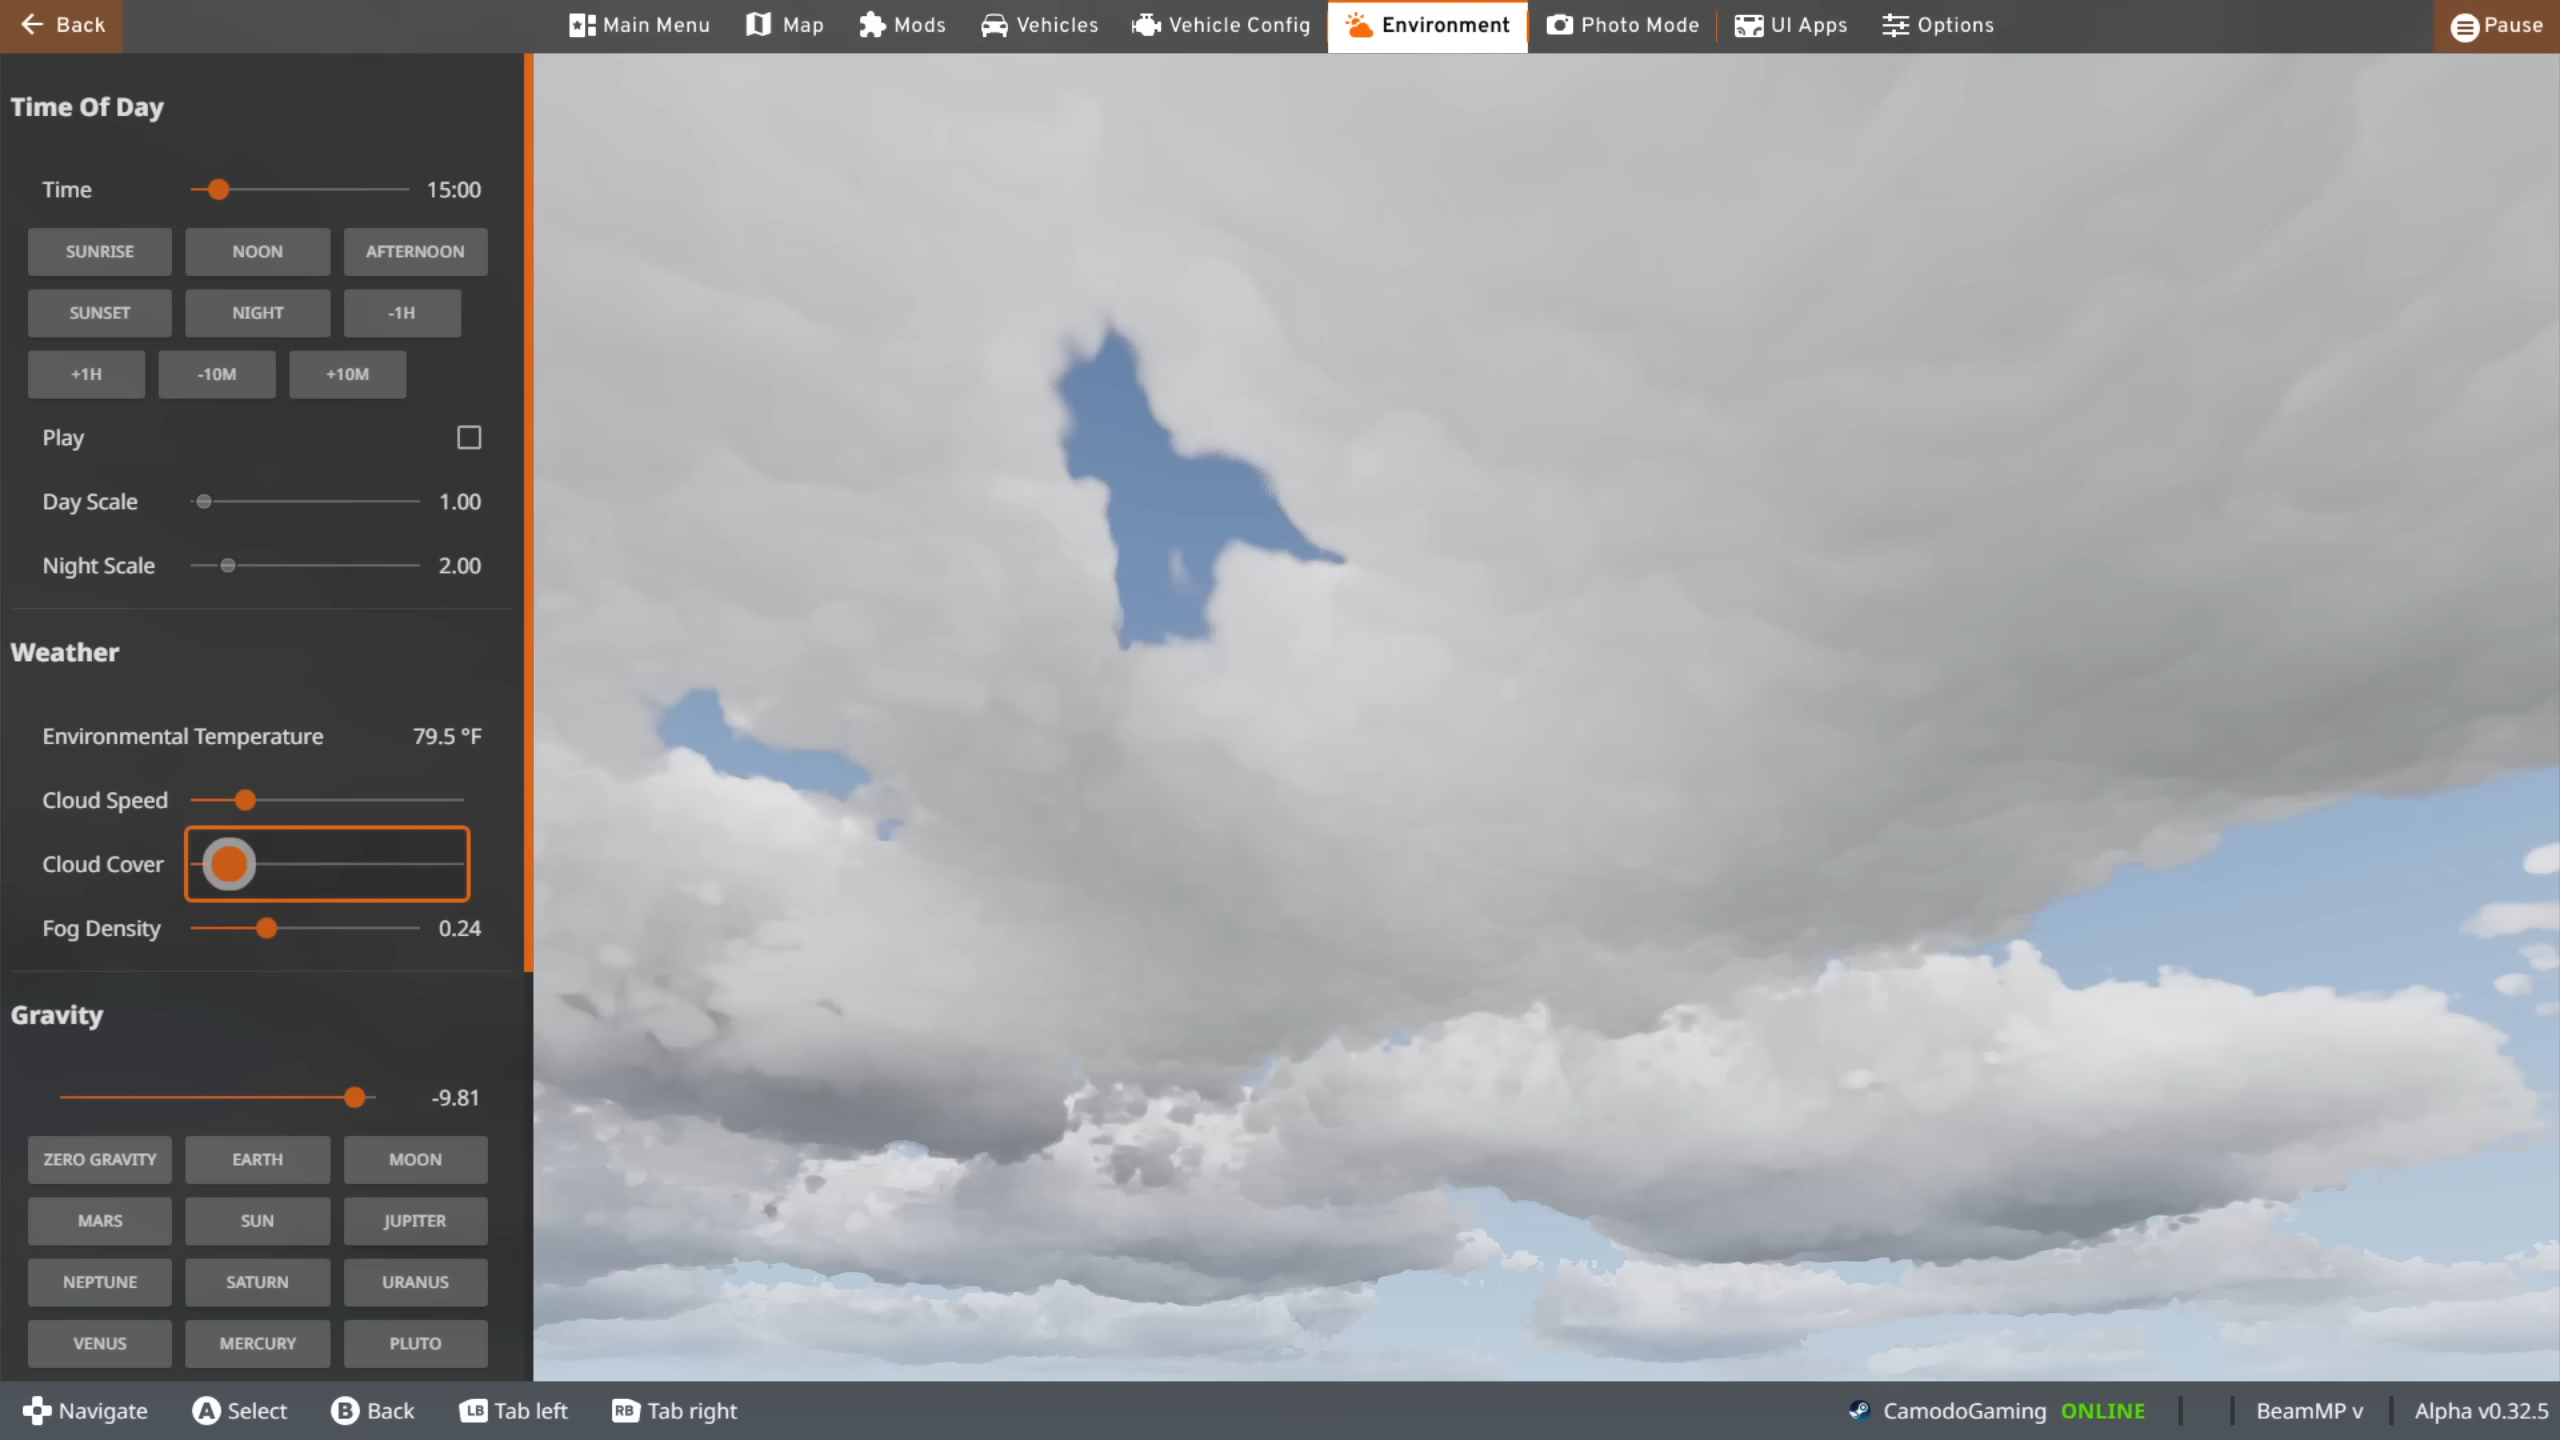 Back Main Menu Map Mods Vehicles Vehicle Config Environment Photo Mode UI Apps Options Pause
Time Of Day
Time 15:00
SUNRISE NOON AFTERNOON
SUNSET NIGHT -1H
+1H -10M +10M
Play
Day Scale 1.00
Night Scale 2.00
Weather
Environmental Temperature 79.5 °F
Cloud Speed
Cloud Cover
Fog Density 0.24
Gravity
-9.81
ZERO GRAVITY EARTH MOON
MARS SUN JUPITER
NEPTUNE SATURN URANUS
VENUS MERCURY PLUTO
Navigate A Select B Back LB Tab left RB Tab right CamodoGaming ONLINE BeamMP v Alpha v0.32.5